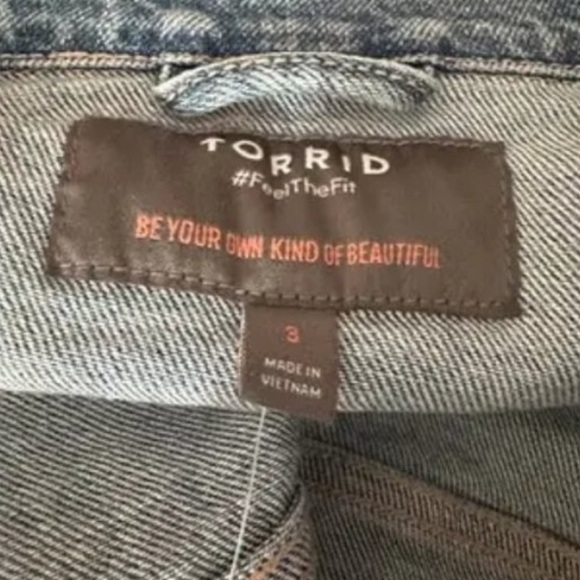 TORRID
#FeelTheFit
BE YOUR OWN KIND OF BEAUTIFUL
3
MADE IN
VIETNAM